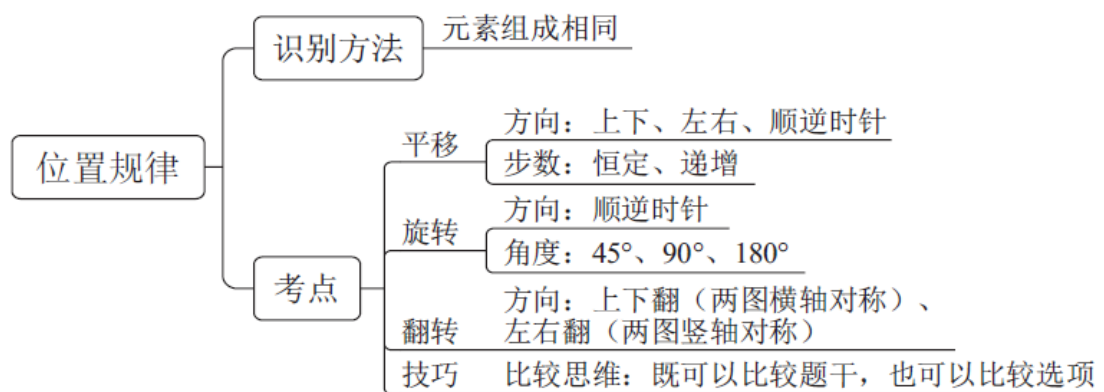 位置规律
识别方法
元素组成相同
考点
平移
方向：上下、左右、顺逆时针
步数：恒定、递增
旋转
方向：顺逆时针
角度：45°、90°、180°
翻转
方向：上下翻（两图横轴对称）、
左右翻（两图竖轴对称）
技巧
比较思维：既可以比较题干，也可以比较选项